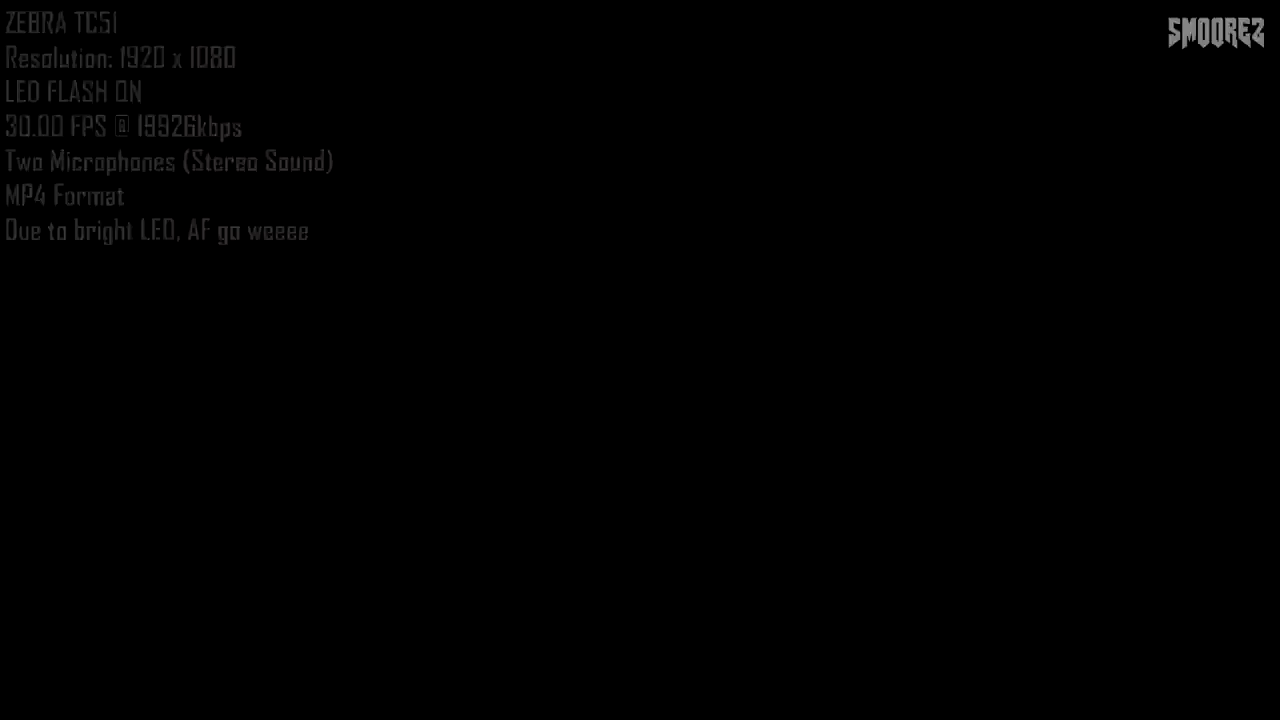 ZEBRA TC51
SMOOREZ
Resolution: 1920 x 1080
LED FLASH ON
30.00 FPS @ 19926kbps
Two Microphones (Stereo Sound)
MP4 Format
Due to bright LED, AF go weeee